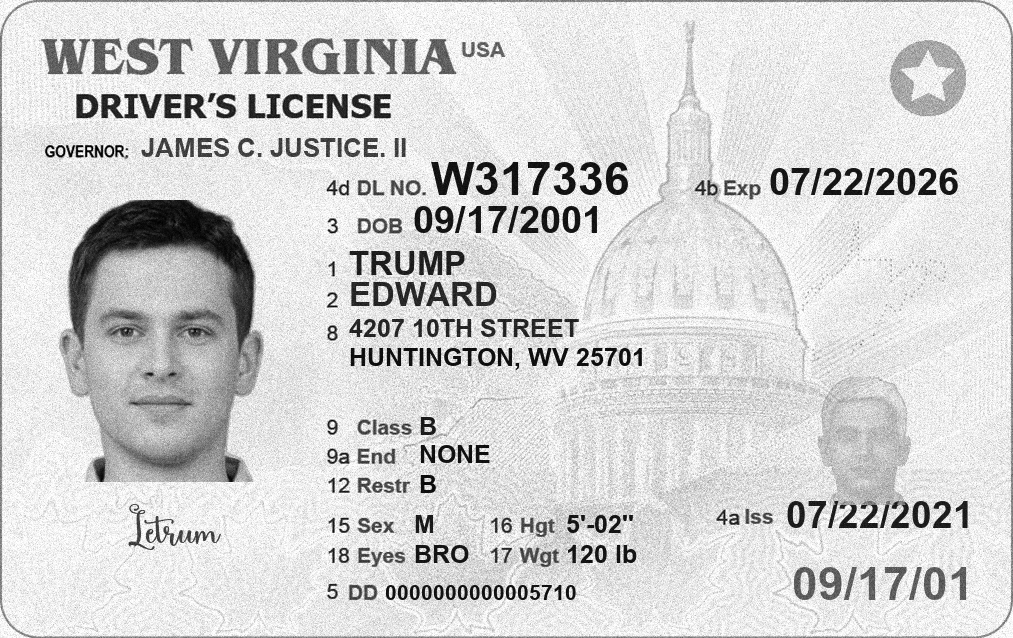 WEST VIRGINIA USA
DRIVER'S LICENSE
GOVERNOR: JAMES C. JUSTICE. II
4d DL NO. W317336 4b Exp 07/22/2026
3 DOB 09/17/2001
1 TRUMP
2 EDWARD
8 4207 10TH STREET
HUNTINGTON, WV 25701
9 Class B
9a End NONE
12 Restr B
15 Sex M 16 Hgt 5'-02"
4a Iss 07/22/2021
Letrum
18 Eyes BRO 17 Wgt 120 lb
5 DD 0000000000005710
09/17/01